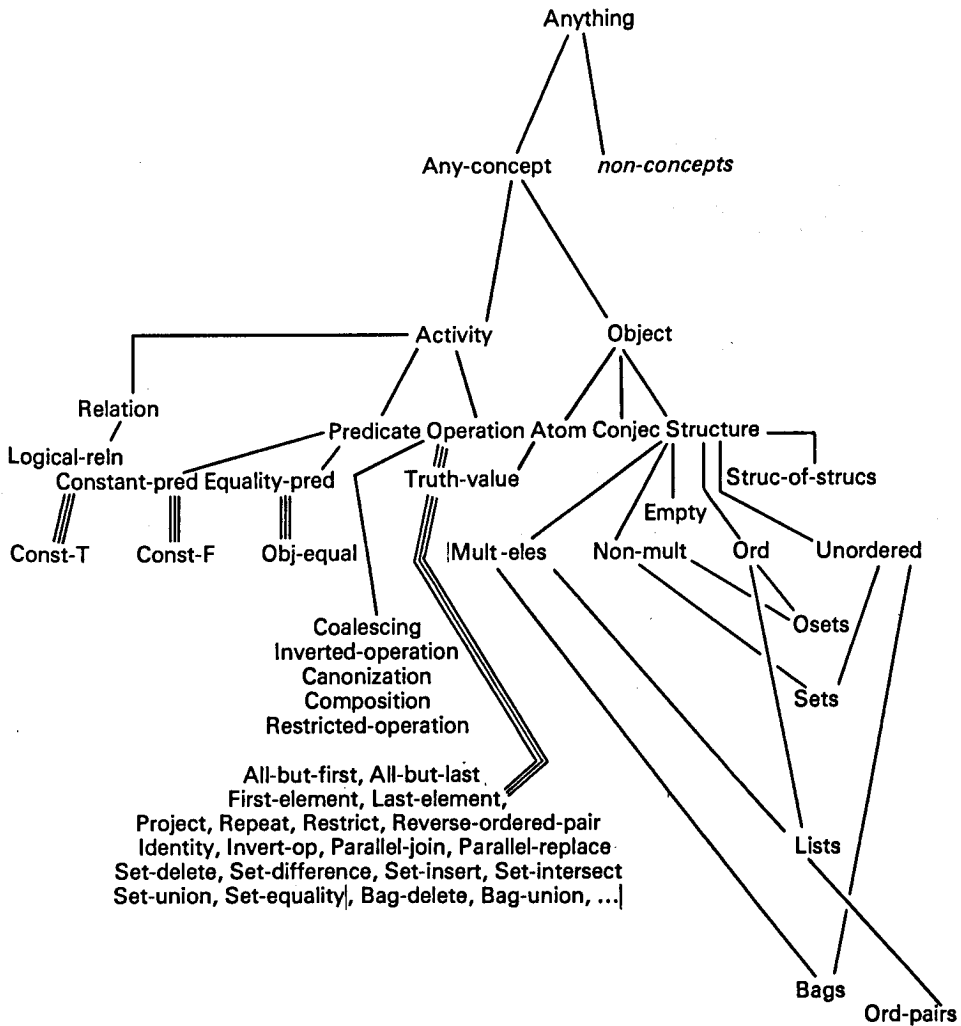 Anything
Any-concept non-concepts
Activity Object
Relation
Predicate Operation Atom Conjec Structure
Logical-reln
Constant-pred Equality-pred Truth-value Struc-of-strucs
Empty
Const-T Const-F Obj-equal Mult-eles Non-mult Ord Unordered
Coalescing
Osets
Inverted-operation
Canonization
Composition
Sets
Restricted-operation
All-but-first, All-but-last
First-element, Last-element,
Project, Repeat, Restrict, Reverse-ordered-pair
Identity, Invert-op, Parallel-join, Parallel-replace
Lists
Set-delete, Set-difference, Set-insert, Set-intersect
Set-union, Set-equality, Bag-delete, Bag-union, ...
Bags
Ord-pairs